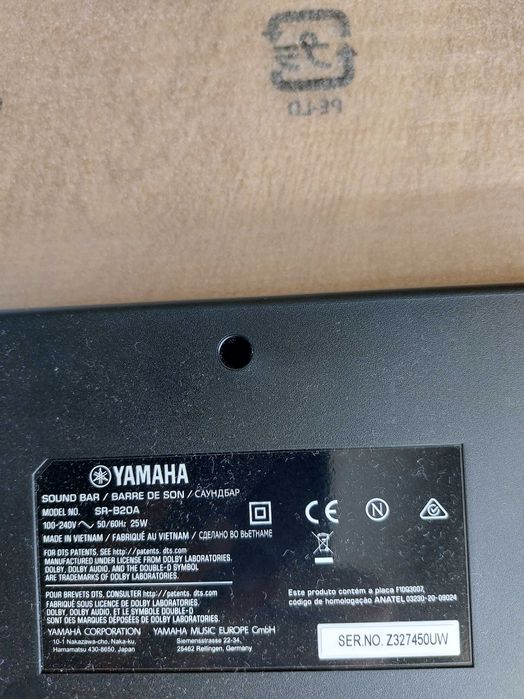 PE-LD
YAMAHA
SOUND BAR / BARRE DE SON / САУНДБАР
MODEL NO. SR-B20A
100-240V ~ 50/60Hz 25W
MADE IN VIETNAM / FABRIQUÉ AU VIETNAM / СДЕЛАНО ВО ВЬЕТНАМЕ
FOR DTS PATENTS, SEE http://patents.dts.com
MANUFACTURED UNDER LICENSE FROM DOLBY LABORATORIES.
DOLBY, DOLBY AUDIO, AND THE DOUBLE-D SYMBOL
ARE TRADEMARKS OF DOLBY LABORATORIES.
POUR BREVETS DTS, CONSULTER http://patents.dts.com
FABRIQUÉ SOUS LICENCE DE DOLBY LABORATORIES.
DOLBY, DOLBY AUDIO, ET LE SYMBOLE DOUBLE-D
SONT DES MARQUES DÉPOSÉES DE DOLBY LABORATORIES.
CE N
Este produto contém a placa F10G3007,
código de homologação ANATEL 03230-20-09024
YAMAHA CORPORATION YAMAHA MUSIC EUROPE GmbH
10-1 Nakazawa-cho, Naka-ku, Siemensstrasse 22-34,
Hamamatsu 430-8650, Japan 25462 Rellingen, Germany
SER.NO. Z327450UW